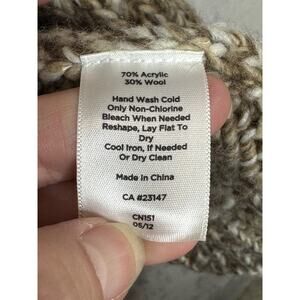 70% Acrylic
30% Wool
Hand Wash Cold
Only Non-Chlorine
Bleach When Needed
Reshape, Lay Flat To
Dry
Cool Iron, If Needed
Or Dry Clean
Made In China
CA #23147
CN151
05/12